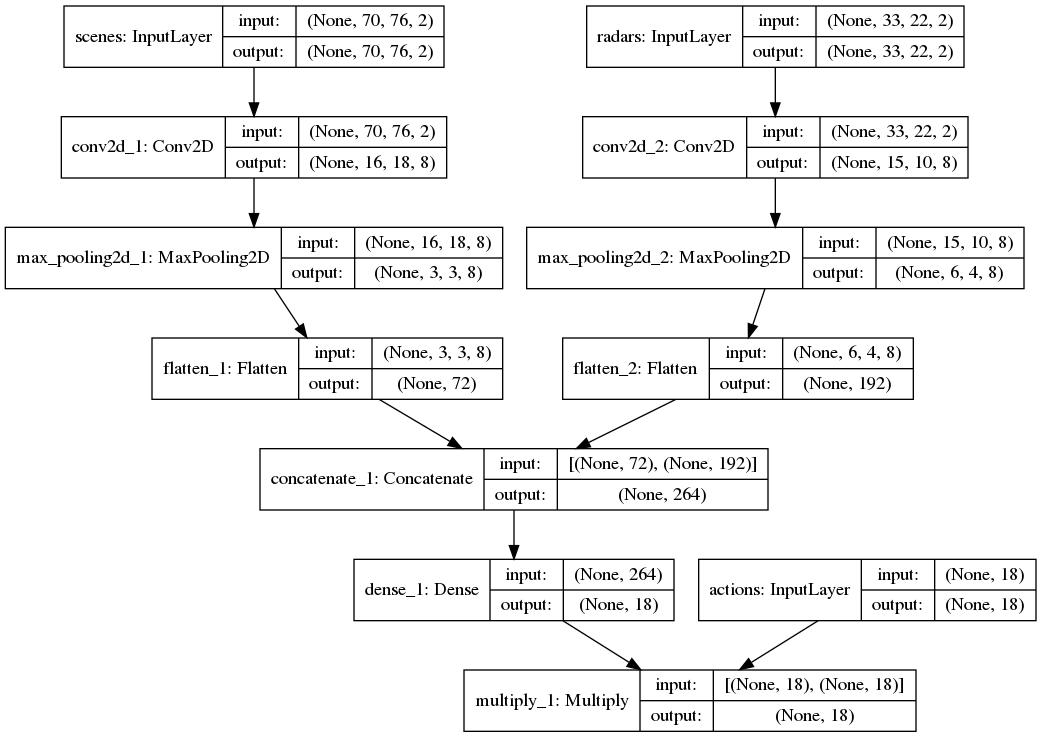 scenes: InputLayer
input:
(None, 70, 76, 2)
output:
(None, 70, 76, 2)
radars: InputLayer
input:
(None, 33, 22, 2)
output:
(None, 33, 22, 2)
conv2d_1: Conv2D
input:
(None, 70, 76, 2)
output:
(None, 16, 18, 8)
conv2d_2: Conv2D
input:
(None, 33, 22, 2)
output:
(None, 15, 10, 8)
max_pooling2d_1: MaxPooling2D
input:
(None, 16, 18, 8)
output:
(None, 3, 3, 8)
max_pooling2d_2: MaxPooling2D
input:
(None, 15, 10, 8)
output:
(None, 6, 4, 8)
flatten_1: Flatten
input:
(None, 3, 3, 8)
output:
(None, 72)
flatten_2: Flatten
input:
(None, 6, 4, 8)
output:
(None, 192)
concatenate_1: Concatenate
input:
[(None, 72), (None, 192)]
output:
(None, 264)
dense_1: Dense
input:
(None, 264)
output:
(None, 18)
actions: InputLayer
input:
(None, 18)
output:
(None, 18)
multiply_1: Multiply
input:
[(None, 18), (None, 18)]
output:
(None, 18)